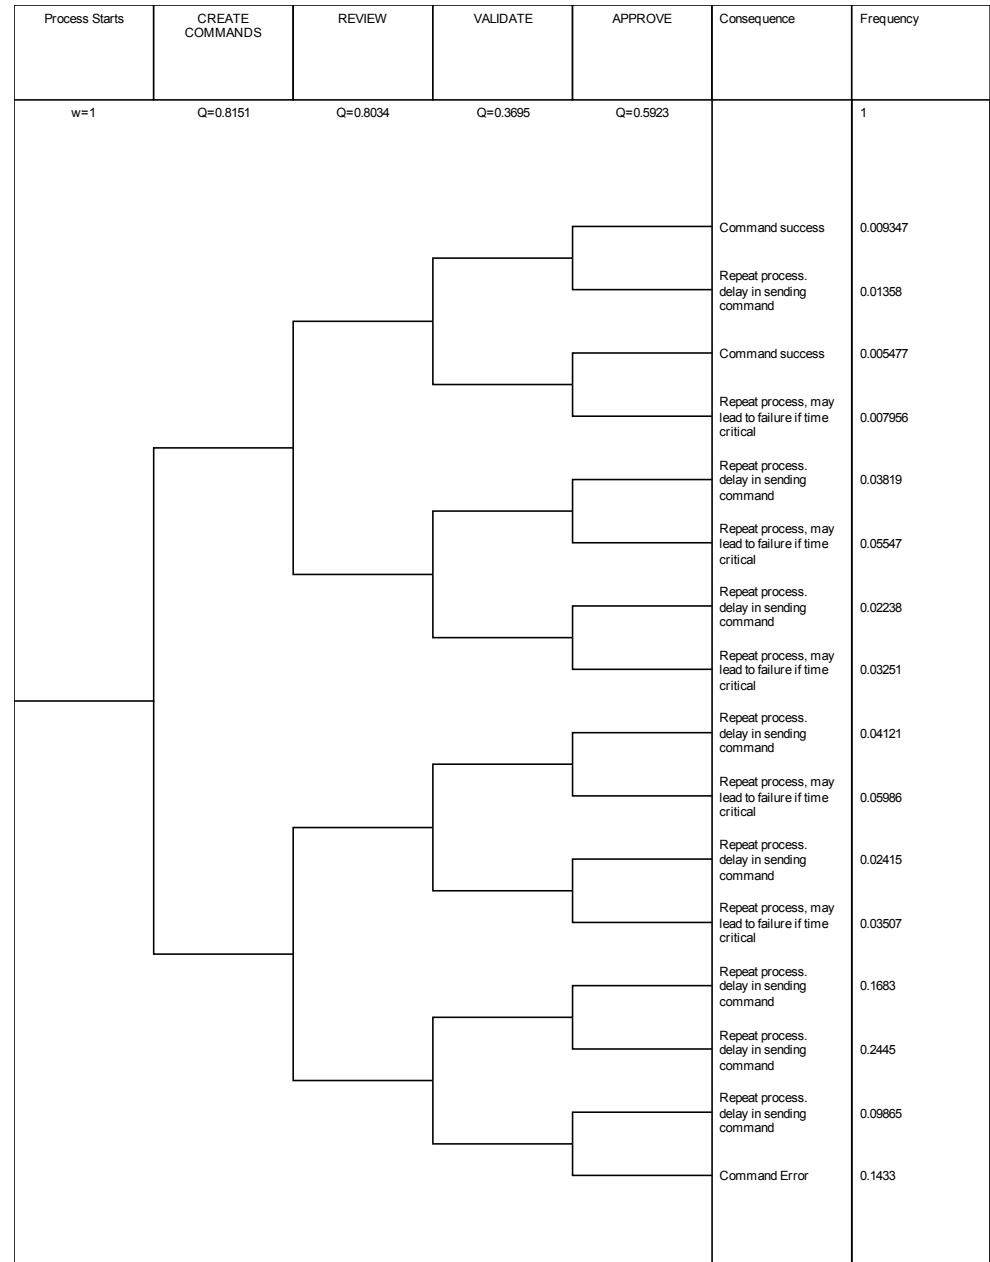 Process Starts
CREATE
COMMANDS
REVIEW
VALIDATE
APPROVE
Consequence
Frequency
w=1
Q=0.8151
Q=0.8034
Q=0.3695
Q=0.5923
1
Command success
0.009347
Repeat process.
delay in sending
command
0.01358
Command success
0.005477
Repeat process, may
lead to failure if time
critical
0.007956
Repeat process.
delay in sending
command
0.03819
Repeat process, may
lead to failure if time
critical
0.05547
Repeat process.
delay in sending
command
0.02238
Repeat process, may
lead to failure if time
critical
0.03251
Repeat process.
delay in sending
command
0.04121
Repeat process, may
lead to failure if time
critical
0.05986
Repeat process.
delay in sending
command
0.02415
Repeat process, may
lead to failure if time
critical
0.03507
Repeat process.
delay in sending
command
0.1683
Repeat process.
delay in sending
command
0.2445
Repeat process.
delay in sending
command
0.09865
Command Error
0.1433